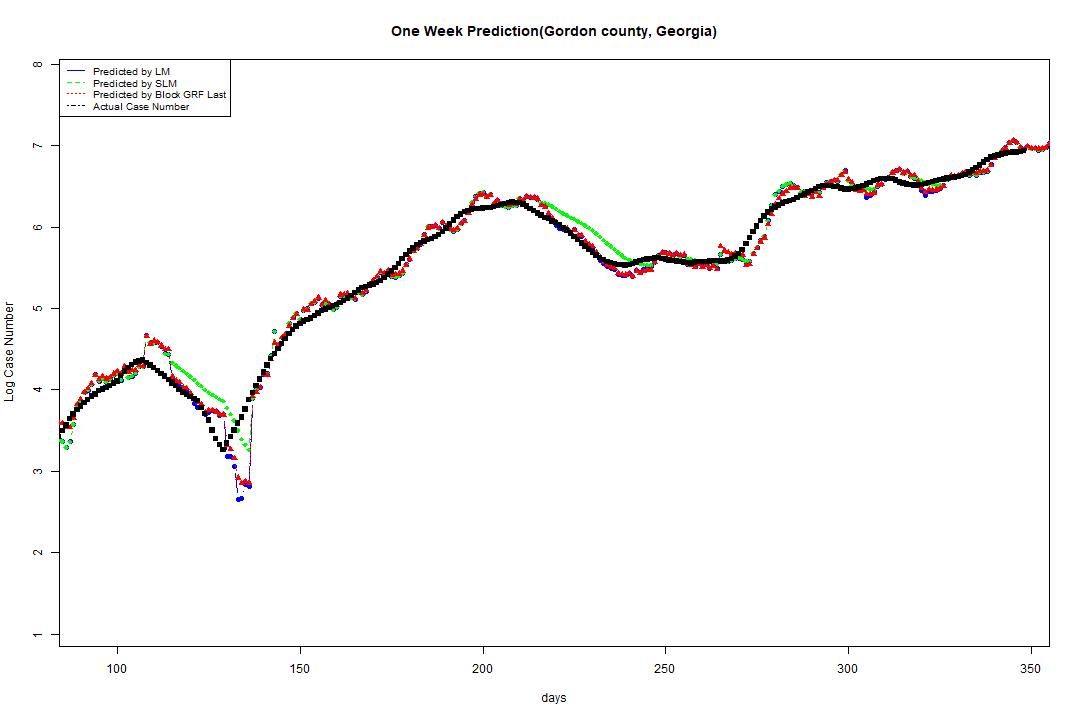 One Week Prediction(Gordon county, Georgia)
Predicted by LM
Predicted by SLM
Predicted by Block GRF Last
Actual Case Number
8
7
6
5
4
3
2
1
Log Case Number
100 150 200 250 300 350
days